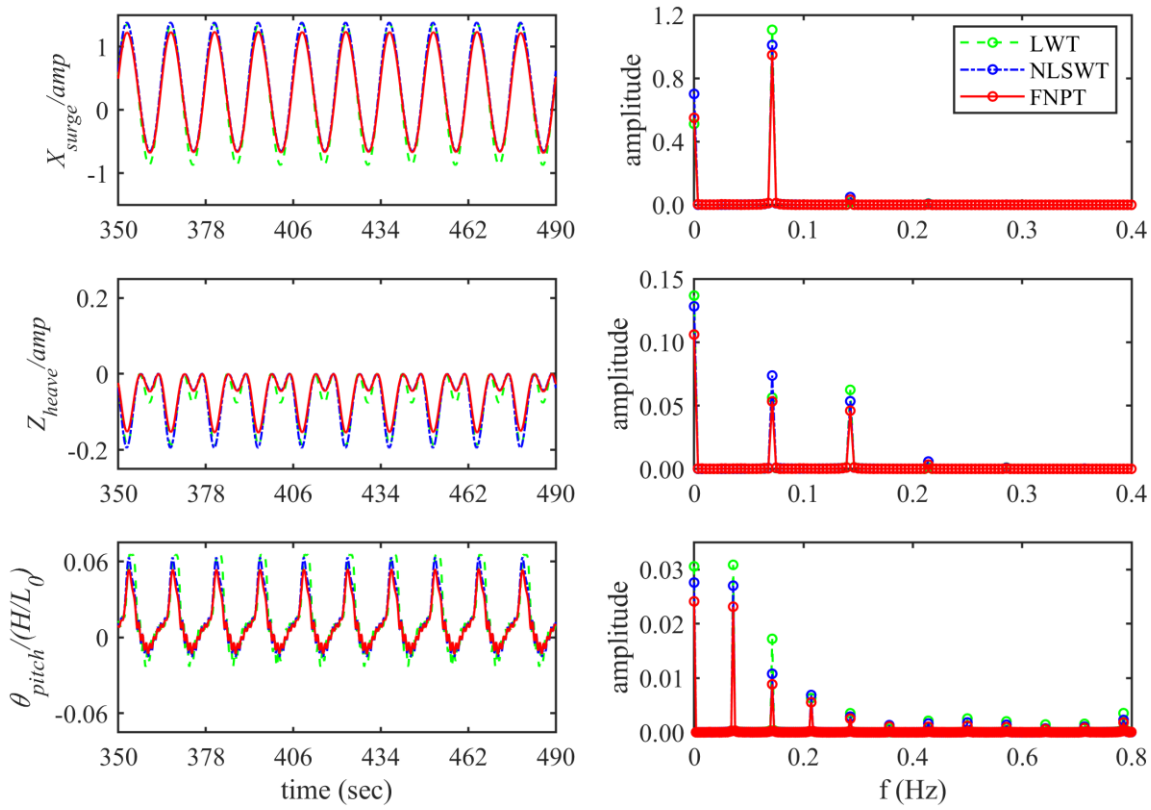 X_surge/amp
1
0
-1
350 378 406 434 462 490
amplitude
1.2
0.8
0.4
0.0
0 0.1 0.2 0.3 0.4
LWT
NLSWT
FNPT
Z_heave/amp
0.2
0
-0.2
350 378 406 434 462 490
amplitude
0.15
0.10
0.05
0.00
0 0.1 0.2 0.3 0.4
θ_pitch/(H/L_0)
0.06
0
-0.06
350 378 406 434 462 490
time (sec)
amplitude
0.03
0.02
0.01
0.00
0 0.2 0.4 0.6 0.8
f (Hz)